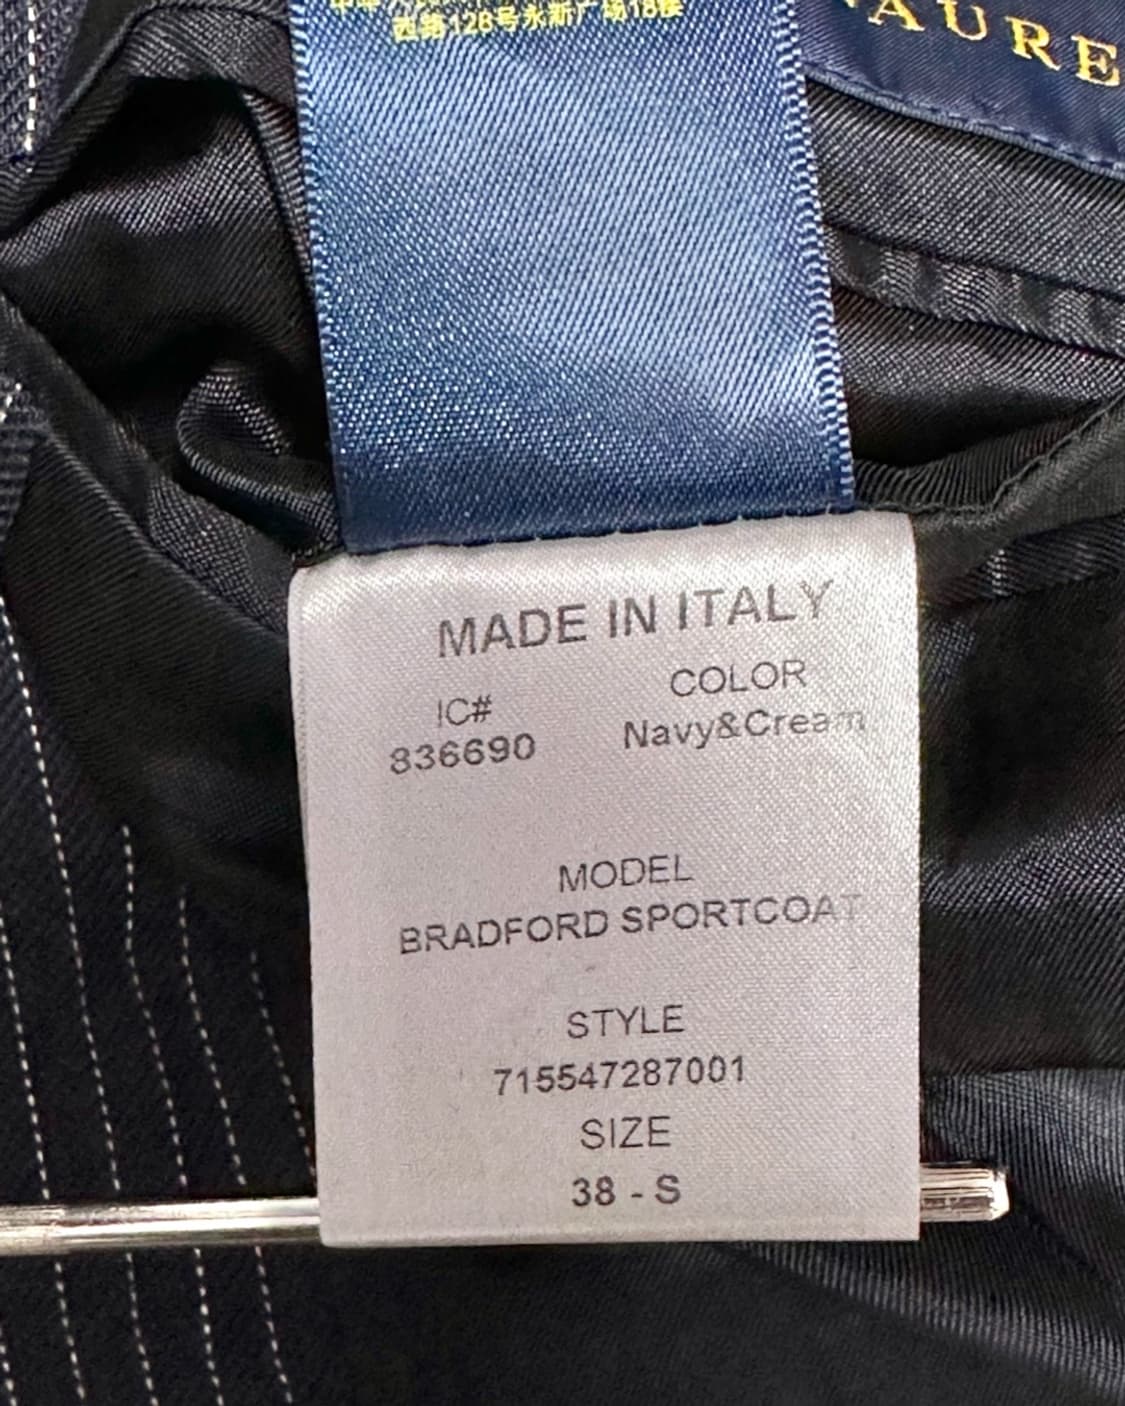 西路128号永新广场18楼
AURE
MADE IN ITALY
IC#
836690
COLOR
Navy&Cream
MODEL
BRADFORD SPORTCOAT
STYLE
715547287001
SIZE
38 - S